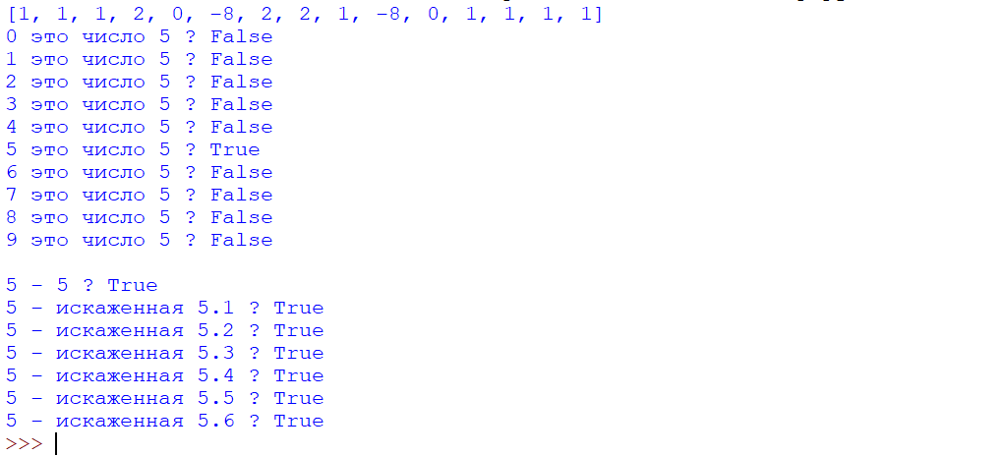 [1, 1, 1, 2, 0, -8, 2, 2, 1, -8, 0, 1, 1, 1, 1]
0 это число 5 ? False
1 это число 5 ? False
2 это число 5 ? False
3 это число 5 ? False
4 это число 5 ? False
5 это число 5 ? True
6 это число 5 ? False
7 это число 5 ? False
8 это число 5 ? False
9 это число 5 ? False
5 - 5 ? True
5 - искаженная 5.1 ? True
5 - искаженная 5.2 ? True
5 - искаженная 5.3 ? True
5 - искаженная 5.4 ? True
5 - искаженная 5.5 ? True
5 - искаженная 5.6 ? True
>>>